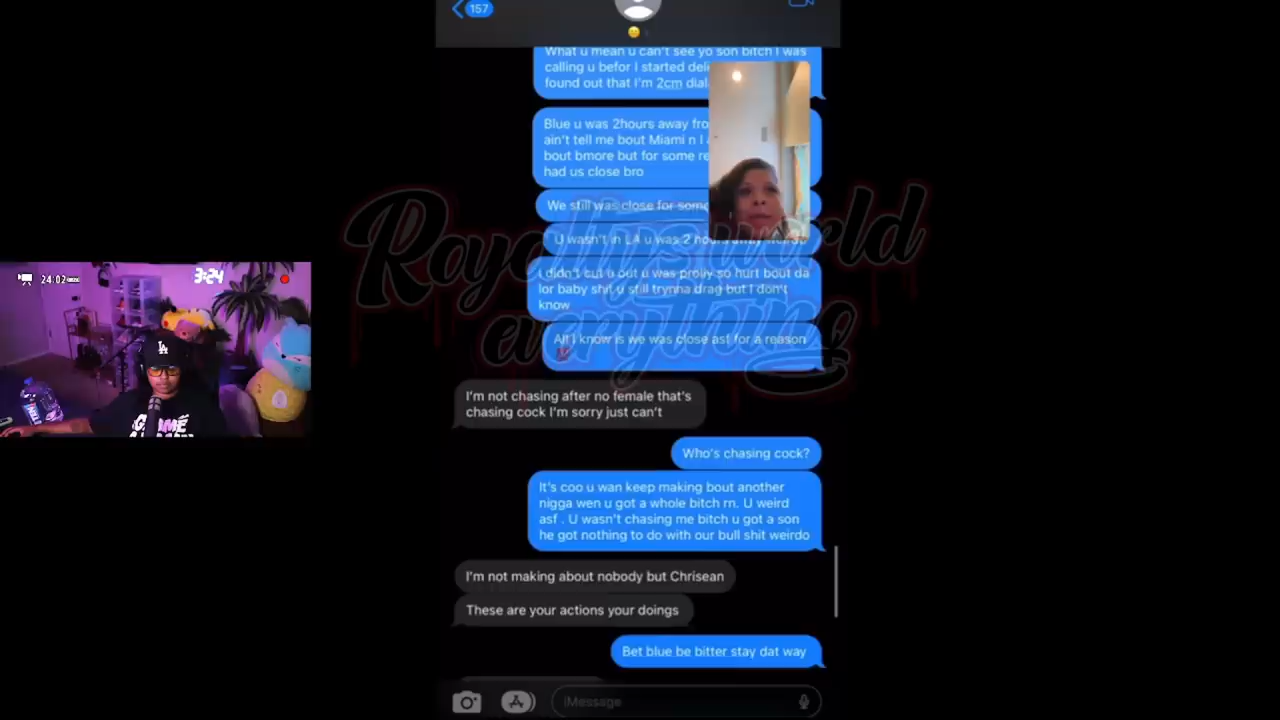 157
What u mean u can't see yo son bitch I was
calling u befor I started deli
found out that I'm 2cm dial
Blue u was 2hours away fro
ain't tell me bout Miami n I
bout bmore but for some re
had us close bro
We still was close for some
U wasn't in LA u was 2 hours away weirdo
I didn't cut u out u was prolly so hurt bout da
lor baby shit u still trynna drag but I don't
know
All I know is we was close asf for a reason
💯
I'm not chasing after no female that's
chasing cock I'm sorry just can't
Who's chasing cock?
It's coo u wan keep making bout another
nigga wen u got a whole bitch rn. U weird
asf . U wasn't chasing me bitch u got a son
he got nothing to do with our bull shit weirdo
I'm not making about nobody but Chrisean
These are your actions your doings
Bet blue be bitter stay dat way
iMessage
Royaltys world
everything
24:02
3:24
LA